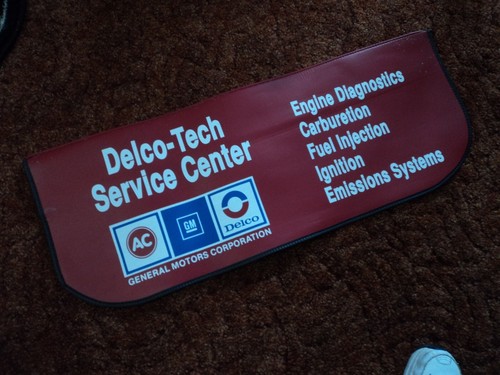 Delco-Tech
Service Center
AC
GM
Delco
GENERAL MOTORS CORPORATION
Engine Diagnostics
Carburetion
Fuel Injection
Ignition
Emissions Systems